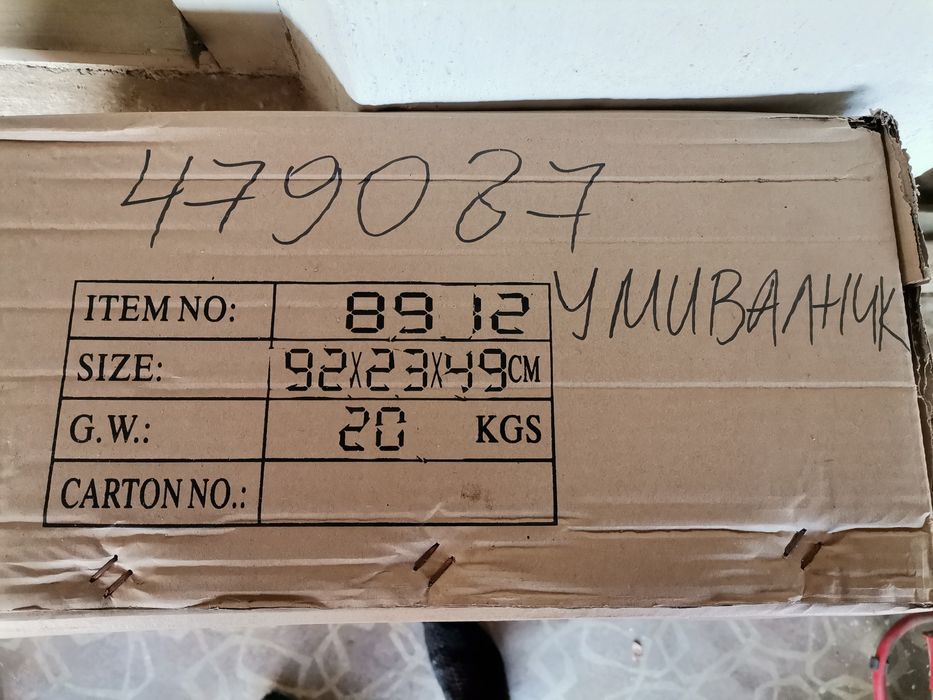 479087
ITEM NO: 8912
УМИВАЛНИК
SIZE: 92X23X49CM
G.W.: 20 KGS
CARTON NO.: